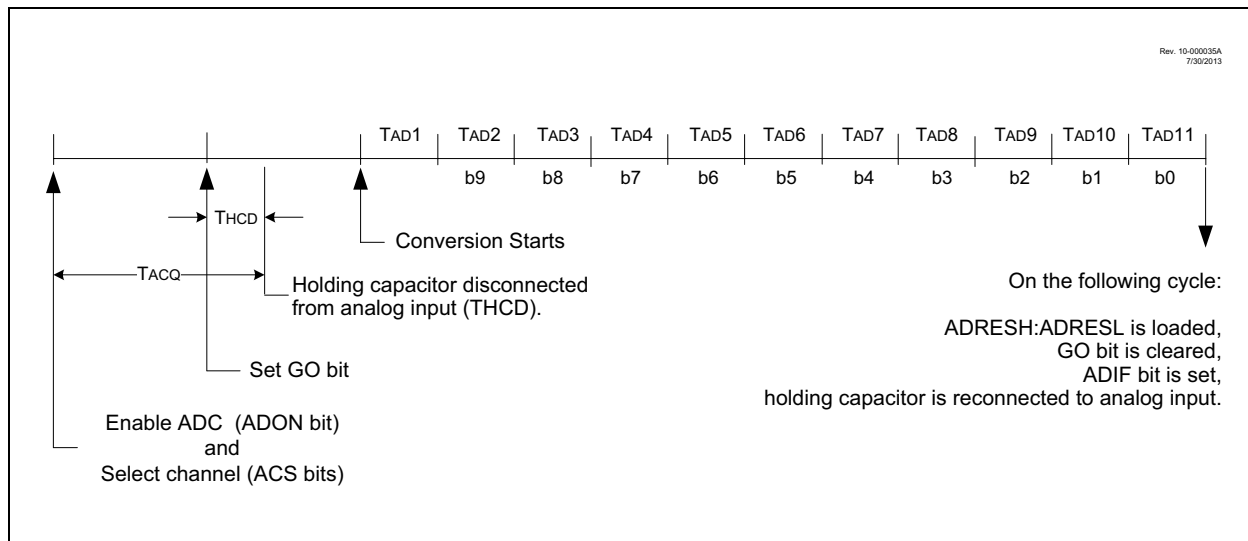 Rev. 10-000035A
7/30/2013
TAD1 TAD2 TAD3 TAD4 TAD5 TAD6 TAD7 TAD8 TAD9 TAD10 TAD11
b9 b8 b7 b6 b5 b4 b3 b2 b1 b0
THCD
Conversion Starts
TACQ
Holding capacitor disconnected
from analog input (THCD).
Set GO bit
Enable ADC (ADON bit)
and
Select channel (ACS bits)
On the following cycle:
ADRESH:ADRESL is loaded,
GO bit is cleared,
ADIF bit is set,
holding capacitor is reconnected to analog input.